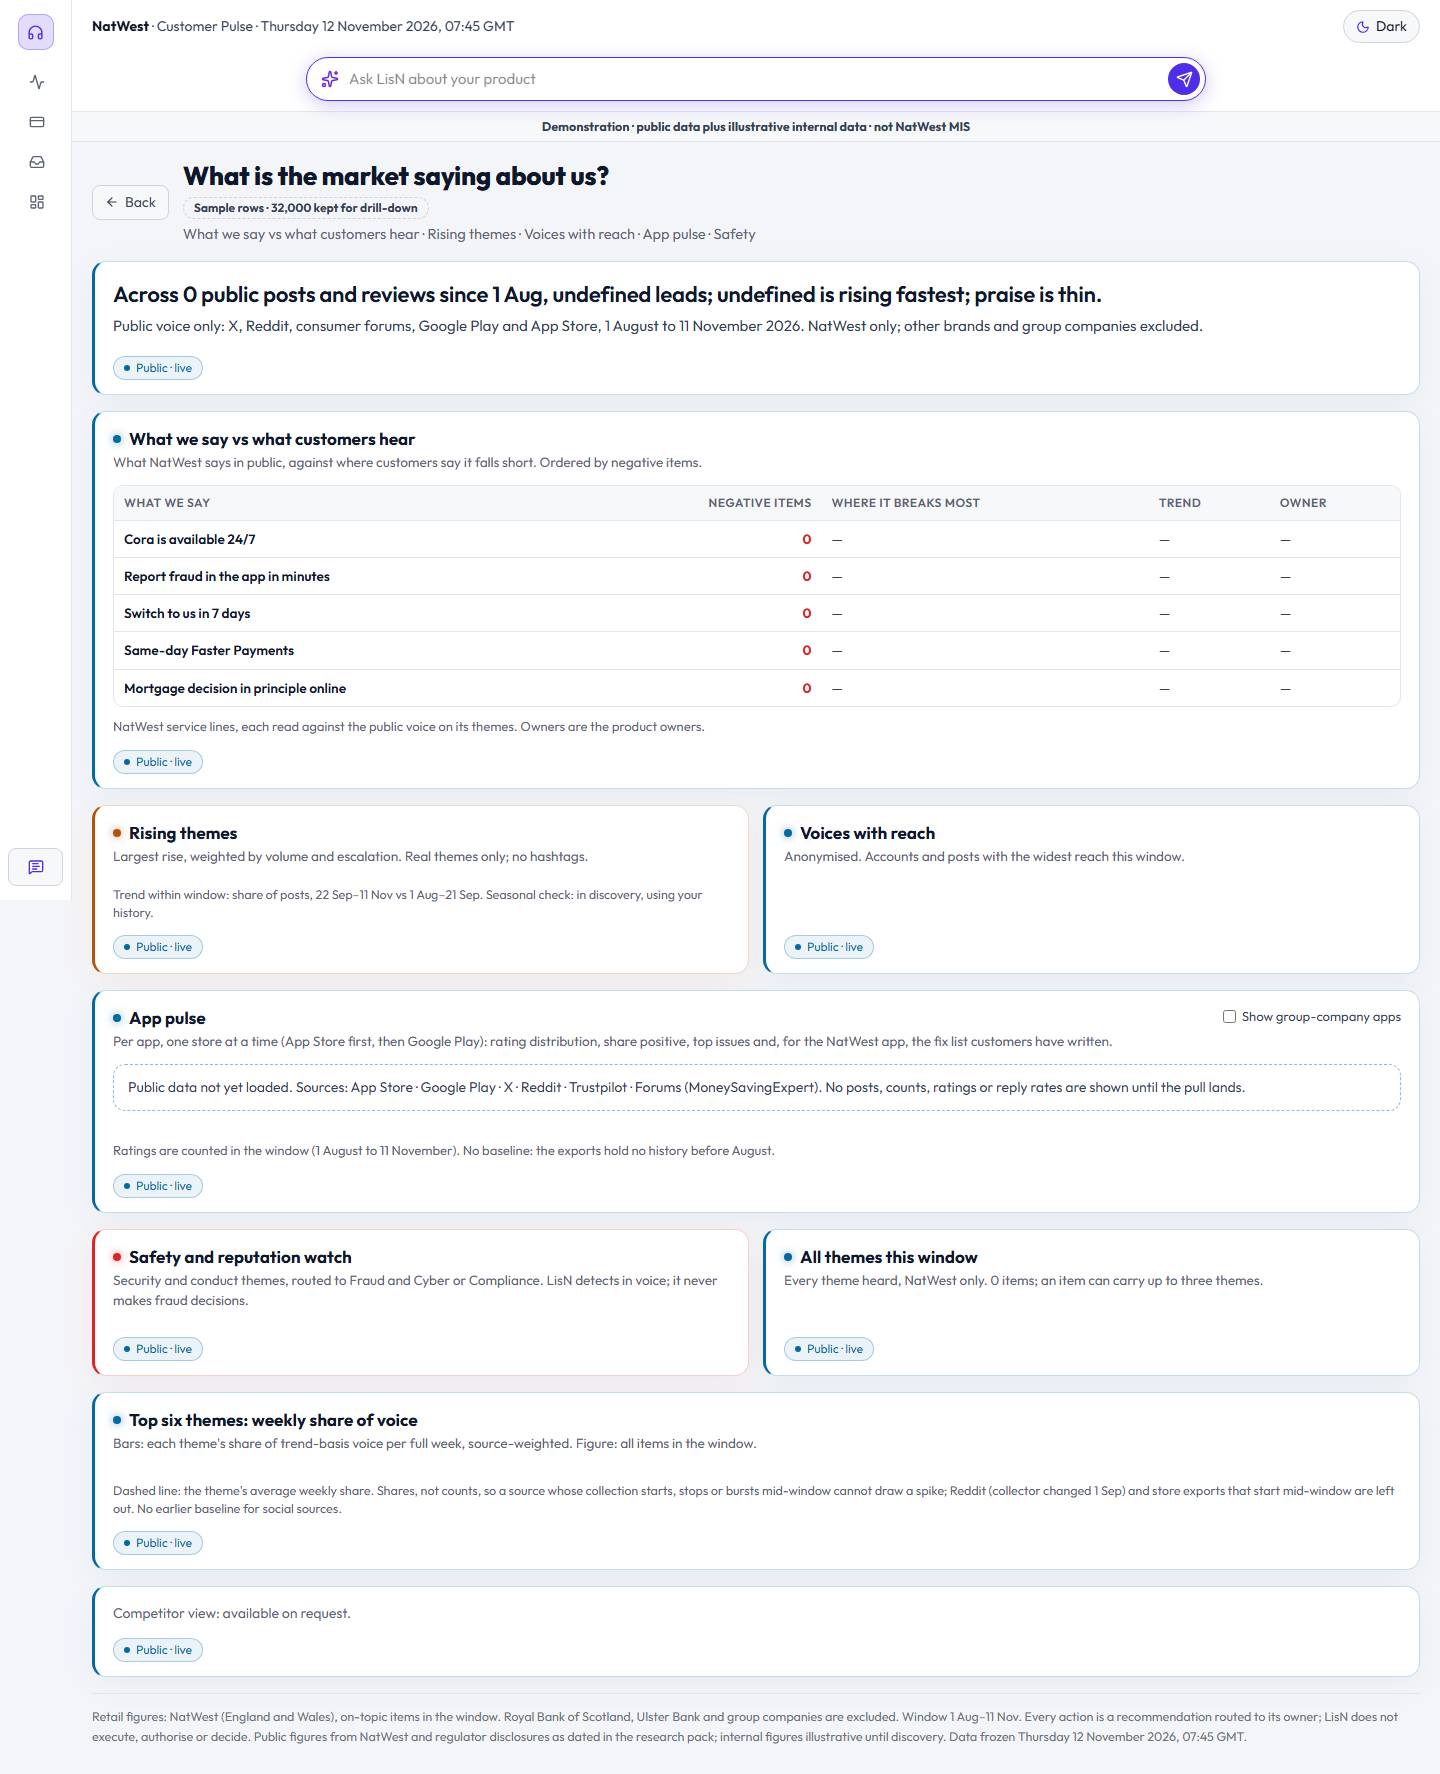 NatWest · Customer Pulse · Thursday 12 November 2026, 07:45 GMT
Dark
Ask LisN about your product
Demonstration · public data plus illustrative internal data · not NatWest MIS
Back
What is the market saying about us?
Sample rows · 32,000 kept for drill-down
What we say vs what customers hear · Rising themes · Voices with reach · App pulse · Safety
Across 0 public posts and reviews since 1 Aug, undefined leads; undefined is rising fastest; praise is thin.
Public voice only: X, Reddit, consumer forums, Google Play and App Store, 1 August to 11 November 2026. NatWest only; other brands and group companies excluded.
Public · live
What we say vs what customers hear
What NatWest says in public, against where customers say it falls short. Ordered by negative items.
WHAT WE SAY NEGATIVE ITEMS WHERE IT BREAKS MOST TREND OWNER
Cora is available 24/7 0 — — —
Report fraud in the app in minutes 0 — — —
Switch to us in 7 days 0 — — —
Same-day Faster Payments 0 — — —
Mortgage decision in principle online 0 — — —
NatWest service lines, each read against the public voice on its themes. Owners are the product owners.
Public · live
Rising themes
Largest rise, weighted by volume and escalation. Real themes only; no hashtags.
Trend within window: share of posts, 22 Sep–11 Nov vs 1 Aug–21 Sep. Seasonal check: in discovery, using your
history.
Public · live
Voices with reach
Anonymised. Accounts and posts with the widest reach this window.
Public · live
App pulse
Show group-company apps
Per app, one store at a time (App Store first, then Google Play): rating distribution, share positive, top issues and, for the NatWest app, the fix list customers have written.
Public data not yet loaded. Sources: App Store · Google Play · X · Reddit · Trustpilot · Forums (MoneySavingExpert). No posts, counts, ratings or reply rates are shown until the pull lands.
Ratings are counted in the window (1 August to 11 November). No baseline: the exports hold no history before August.
Public · live
Safety and reputation watch
Security and conduct themes, routed to Fraud and Cyber or Compliance. LisN detects in voice; it never
makes fraud decisions.
Public · live
All themes this window
Every theme heard, NatWest only. 0 items; an item can carry up to three themes.
Public · live
Top six themes: weekly share of voice
Bars: each theme's share of trend-basis voice per full week, source-weighted. Figure: all items in the window.
Dashed line: the theme's average weekly share. Shares, not counts, so a source whose collection starts, stops or bursts mid-window cannot draw a spike; Reddit (collector changed 1 Sep) and store exports that start mid-window are left
out. No earlier baseline for social sources.
Public · live
Competitor view: available on request.
Public · live
Retail figures: NatWest (England and Wales), on-topic items in the window. Royal Bank of Scotland, Ulster Bank and group companies are excluded. Window 1 Aug–11 Nov. Every action is a recommendation routed to its owner; LisN does not
execute, authorise or decide. Public figures from NatWest and regulator disclosures as dated in the research pack; internal figures illustrative until discovery. Data frozen Thursday 12 November 2026, 07:45 GMT.